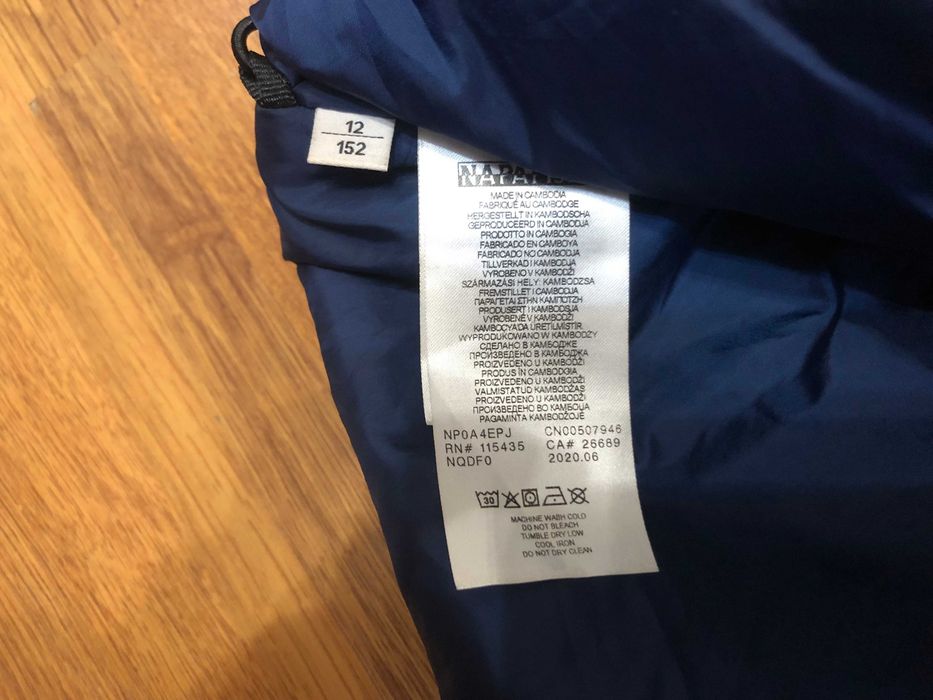 12
152
MADE IN CAMBODIA
FABRIQUÉ AU CAMBODGE
HERGESTELLT IN KAMBODSCHA
GEPRODUCEERD IN CAMBODJA
PRODOTTO IN CAMBOGIA
FABRICADO EN CAMBOYA
FABRICADO NO CAMBODJA
TILLVERKAD I KAMBODJA
VYROBENO V KAMBODŽI
SZÁRMAZÁSI HELY: KAMBODZSA
FREMSTILLET I CAMBODJA
ΠΑΡΑΓΕΤΑΙ ΣΤΗΝ ΚΑΜΠΟΤΖΗ
PRODUSERT I KAMBODSJA
VYROBENÉ V KAMBODŽI
KAMBOÇYADA ÜRETILMISTIR.
WYPRODUKOWANO W KAMBODŻY
СДЕЛАНО В КАМБОДЖЕ
ПРОИЗВЕДЕНО В КАМБОДЖА
PROIZVEDENO U KAMBODŽI
PRODUS ÎN CAMBODGIA
PROIZVEDENO U KAMBODŽI
VALMISTATUD KAMBODŽAS
PROIZVEDENO U KAMBODŽI
ПРОИЗВЕДЕНО ВО КАМБОЏА
PAGAMINTA KAMBODŽOJE
NP0A4EPJ CN00507946
RN# 115435 CA# 26689
NQDF0 2020.06
30
MACHINE WASH COLD
DO NOT BLEACH
TUMBLE DRY LOW
COOL IRON
DO NOT DRY CLEAN